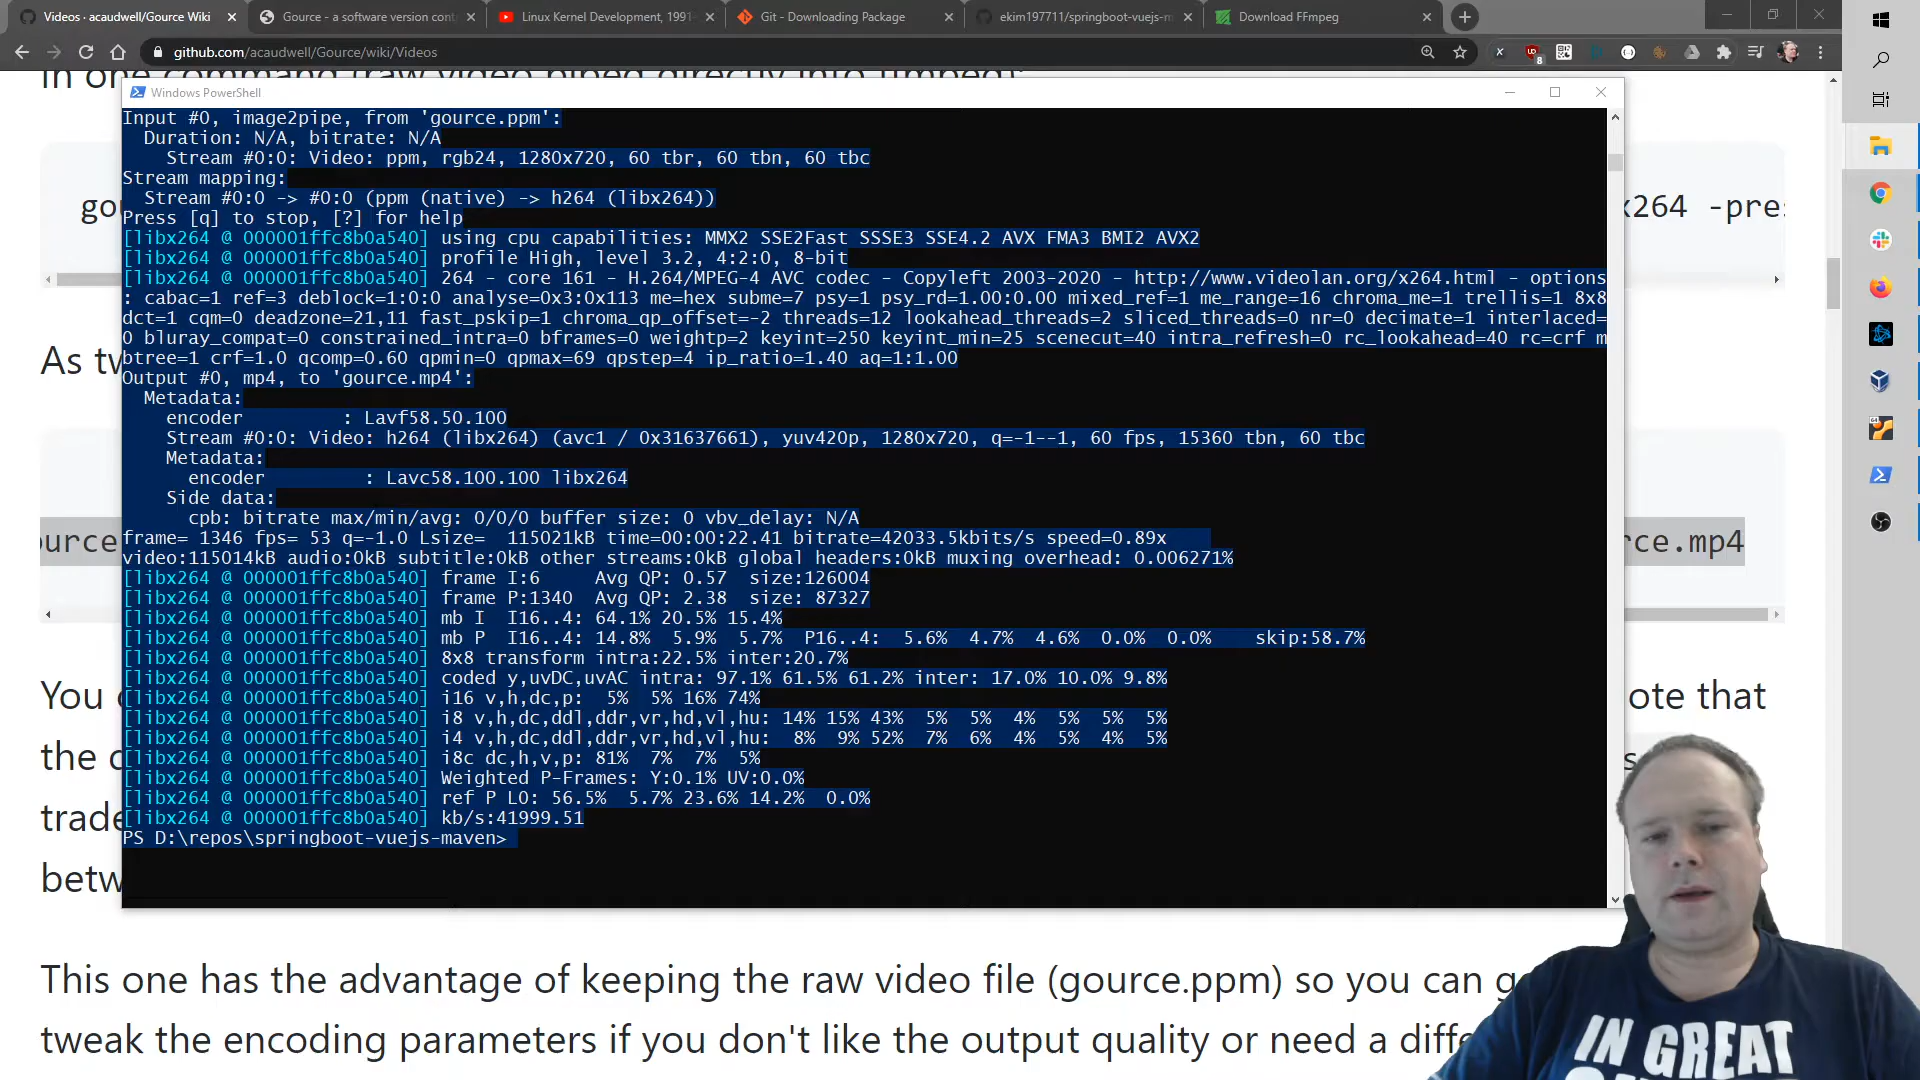 Videos · acaudwell/Gource Wiki
Gource - a software version cont
Linux Kernel Development, 1991-
Git - Downloading Package
ekim197711/springboot-vuejs-m
Download FFmpeg
github.com/acaudwell/Gource/wiki/Videos
8
in one command (raw video piped directly into ffmpeg):
Windows PowerShell
Input #0, image2pipe, from 'gource.ppm':
Duration: N/A, bitrate: N/A
Stream #0:0: Video: ppm, rgb24, 1280x720, 60 tbr, 60 tbn, 60 tbc
Stream mapping:
Stream #0:0 -> #0:0 (ppm (native) -> h264 (libx264))
Press [q] to stop, [?] for help
[libx264 @ 000001ffc8b0a540] using cpu capabilities: MMX2 SSE2Fast SSSE3 SSE4.2 AVX FMA3 BMI2 AVX2
[libx264 @ 000001ffc8b0a540] profile High, level 3.2, 4:2:0, 8-bit
[libx264 @ 000001ffc8b0a540] 264 - core 161 - H.264/MPEG-4 AVC codec - Copyleft 2003-2020 - http://www.videolan.org/x264.html - options
: cabac=1 ref=3 deblock=1:0:0 analyse=0x3:0x113 me=hex subme=7 psy=1 psy_rd=1.00:0.00 mixed_ref=1 me_range=16 chroma_me=1 trellis=1 8x8
dct=1 cqm=0 deadzone=21,11 fast_pskip=1 chroma_qp_offset=-2 threads=12 lookahead_threads=2 sliced_threads=0 nr=0 decimate=1 interlaced=
0 bluray_compat=0 constrained_intra=0 bframes=0 weightp=2 keyint=250 keyint_min=25 scenecut=40 intra_refresh=0 rc_lookahead=40 rc=crf m
btree=1 crf=1.0 qcomp=0.60 qpmin=0 qpmax=69 qpstep=4 ip_ratio=1.40 aq=1:1.00
Output #0, mp4, to 'gource.mp4':
Metadata:
encoder : Lavf58.50.100
Stream #0:0: Video: h264 (libx264) (avc1 / 0x31637661), yuv420p, 1280x720, q=-1--1, 60 fps, 15360 tbn, 60 tbc
Metadata:
encoder : Lavc58.100.100 libx264
Side data:
cpb: bitrate max/min/avg: 0/0/0 buffer size: 0 vbv_delay: N/A
frame= 1346 fps= 53 q=-1.0 Lsize= 115021kB time=00:00:22.41 bitrate=42033.5kbits/s speed=0.89x
video:115014kB audio:0kB subtitle:0kB other streams:0kB global headers:0kB muxing overhead: 0.006271%
[libx264 @ 000001ffc8b0a540] frame I:6 Avg QP: 0.57 size:126004
[libx264 @ 000001ffc8b0a540] frame P:1340 Avg QP: 2.38 size: 87327
[libx264 @ 000001ffc8b0a540] mb I I16..4: 64.1% 20.5% 15.4%
[libx264 @ 000001ffc8b0a540] mb P I16..4: 14.8% 5.9% 5.7% P16..4: 5.6% 4.7% 4.6% 0.0% 0.0% skip:58.7%
[libx264 @ 000001ffc8b0a540] 8x8 transform intra:22.5% inter:20.7%
[libx264 @ 000001ffc8b0a540] coded y,uvDC,uvAC intra: 97.1% 61.5% 61.2% inter: 17.0% 10.0% 9.8%
[libx264 @ 000001ffc8b0a540] i16 v,h,dc,p: 5% 5% 16% 74%
[libx264 @ 000001ffc8b0a540] i8 v,h,dc,ddl,ddr,vr,hd,vl,hu: 14% 15% 43% 5% 5% 4% 5% 5% 5%
[libx264 @ 000001ffc8b0a540] i4 v,h,dc,ddl,ddr,vr,hd,vl,hu: 8% 9% 52% 7% 6% 4% 5% 4% 5%
[libx264 @ 000001ffc8b0a540] i8c dc,h,v,p: 81% 7% 7% 5%
[libx264 @ 000001ffc8b0a540] Weighted P-Frames: Y:0.1% UV:0.0%
[libx264 @ 000001ffc8b0a540] ref P L0: 56.5% 5.7% 23.6% 14.2% 0.0%
[libx264 @ 000001ffc8b0a540] kb/s:41999.51
PS D:\repos\springboot-vuejs-maven>
gou x264 -pres
As tw
ource rce.mp4
You ote that
the
trade
betw
This one has the advantage of keeping the raw video file (gource.ppm) so you can g
tweak the encoding parameters if you don't like the output quality or need a diffe
IN GREAT